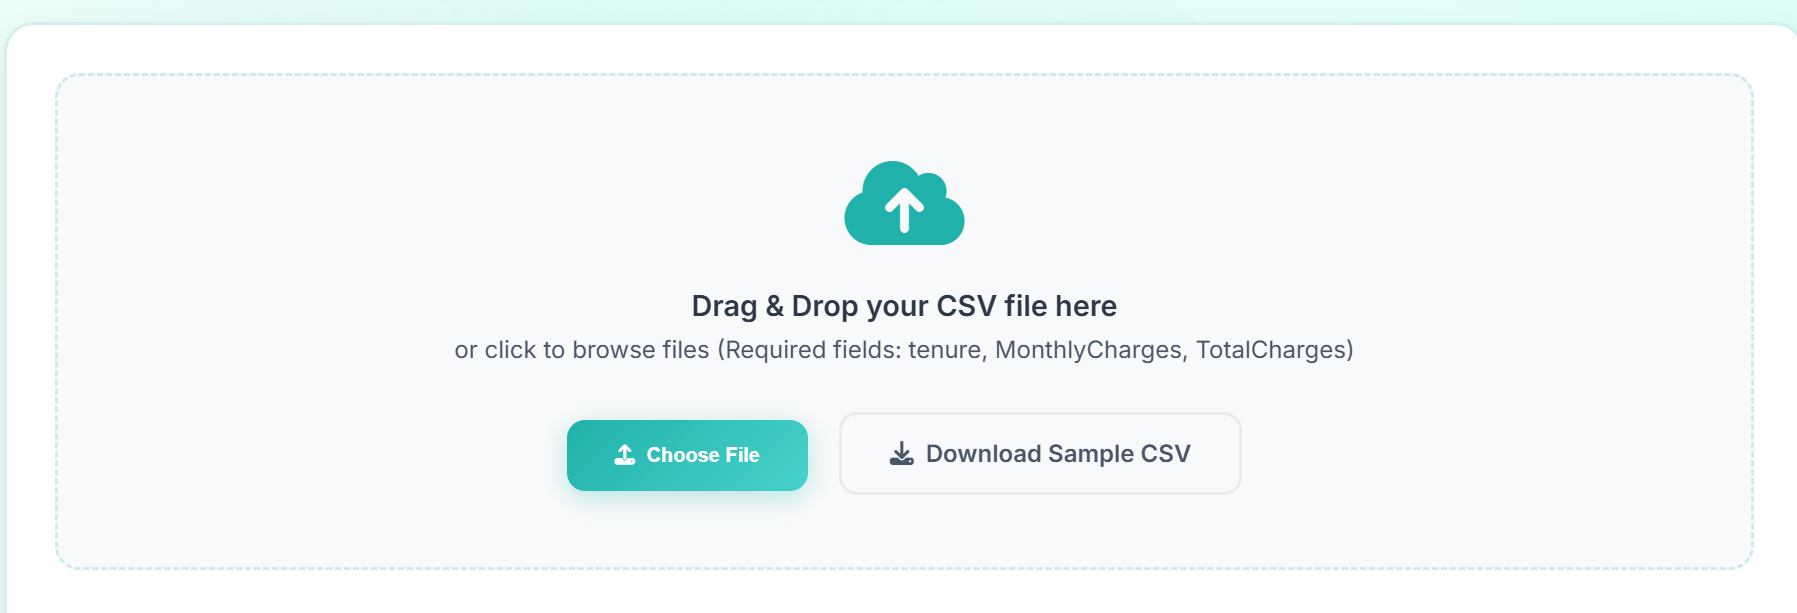 Drag & Drop your CSV file here
or click to browse files (Required fields: tenure, MonthlyCharges, TotalCharges)
Choose File
Download Sample CSV